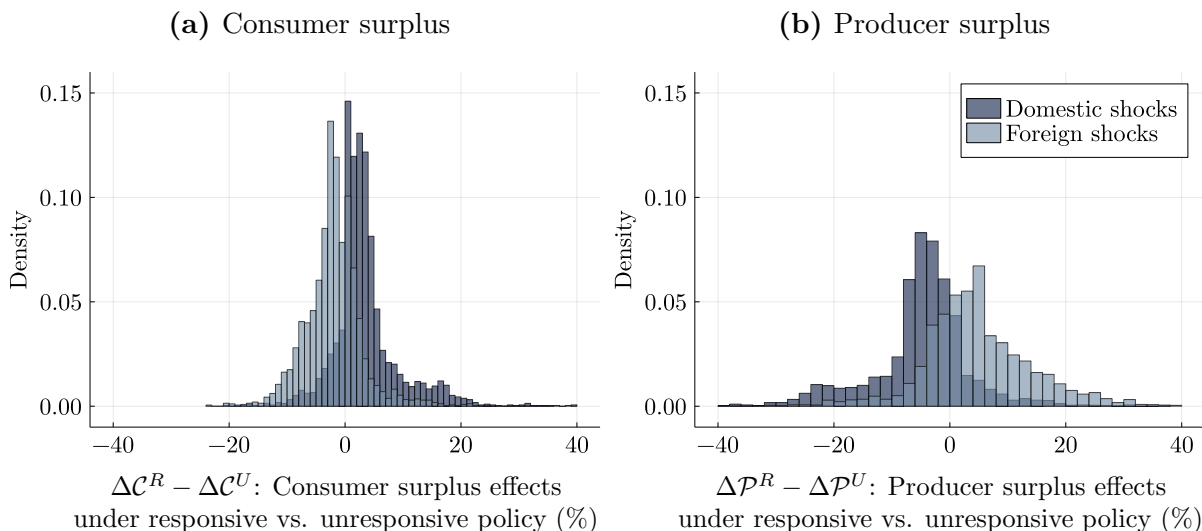 (a) Consumer surplus
0.15
0.10
0.05
0.00
Density
−40
−20
0
20
40
Δ𝒞^R − Δ𝒞^U: Consumer surplus effects
under responsive vs. unresponsive policy (%)
(b) Producer surplus
Domestic shocks
Foreign shocks
0.15
0.10
0.05
0.00
Density
−40
−20
0
20
40
Δ𝒫^R − Δ𝒫^U: Producer surplus effects
under responsive vs. unresponsive policy (%)